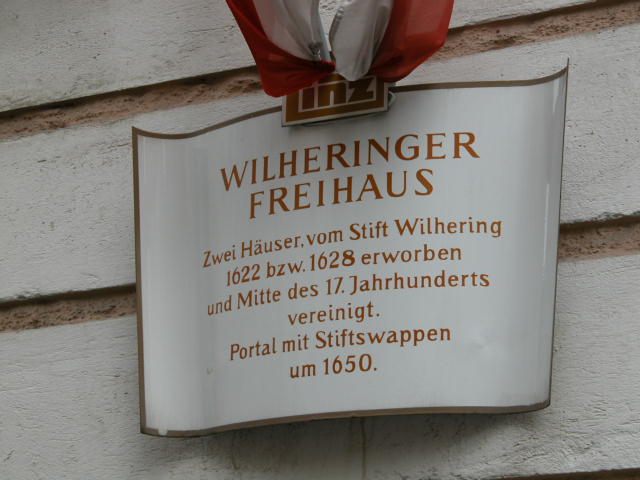 linz
WILHERINGER
FREIHAUS
Zwei Häuser, vom Stift Wilhering
1622 bzw. 1628 erworben
und Mitte des 17. Jahrhunderts
vereinigt.
Portal mit Stiftswappen
um 1650.